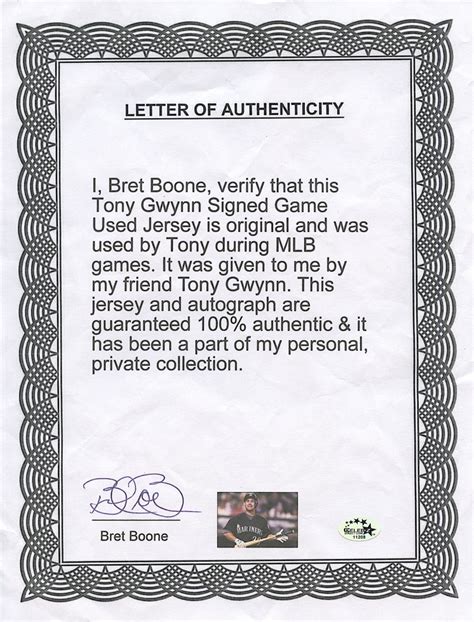 LETTER OF AUTHENTICITY
I, Bret Boone, verify that this
Tony Gwynn Signed Game
Used Jersey is original and was
used by Tony during MLB
games. It was given to me by
my friend Tony Gwynn. This
jersey and autograph are
guaranteed 100% authentic & it
has been a part of my personal,
private collection.
Bret Boone
MARINERS
11208